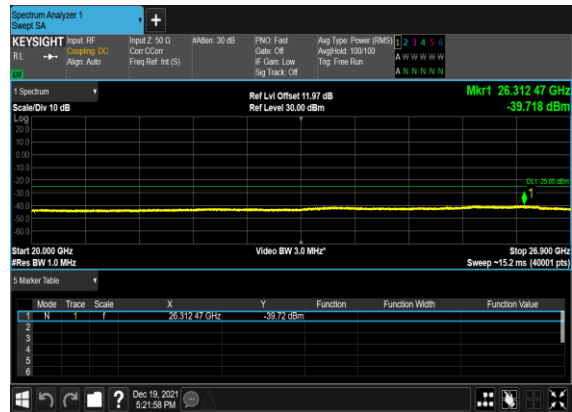 Spectrum Analyzer 1
Swept SA
KEYSIGHT Input: RF Input Z: 50 Ω #Atten: 30 dB PNO: Fast Avg Type: Power (RMS) 1 2 3 4 5 6
RL Coupling: DC Corr CCorr Gate: Off Avg|Hold: 100/100 A W W W W W
Align: Auto Freq Ref: Int (S) IF Gain: Low Trig: Free Run
Sig Track: Off A N N N N N
1 Spectrum Ref Lvl Offset 11.97 dB Mkr1 26.312 47 GHz
Scale/Div 10 dB Ref Level 30.00 dBm -39.718 dBm
Log
20.0
10.0
0.00
-10.0
-20.0
DL1 -25.00 dBm
-30.0
1
-40.0
-50.0
-60.0
Start 20.000 GHz Video BW 3.0 MHz* Stop 26.900 GHz
#Res BW 1.0 MHz Sweep ~15.2 ms (40001 pts)
5 Marker Table
Mode Trace Scale X Y Function Function Width Function Value
1 N 1 f 26.312 47 GHz -39.72 dBm
2
3
4
5
6
? Dec 19, 2021
5:21:58 PM